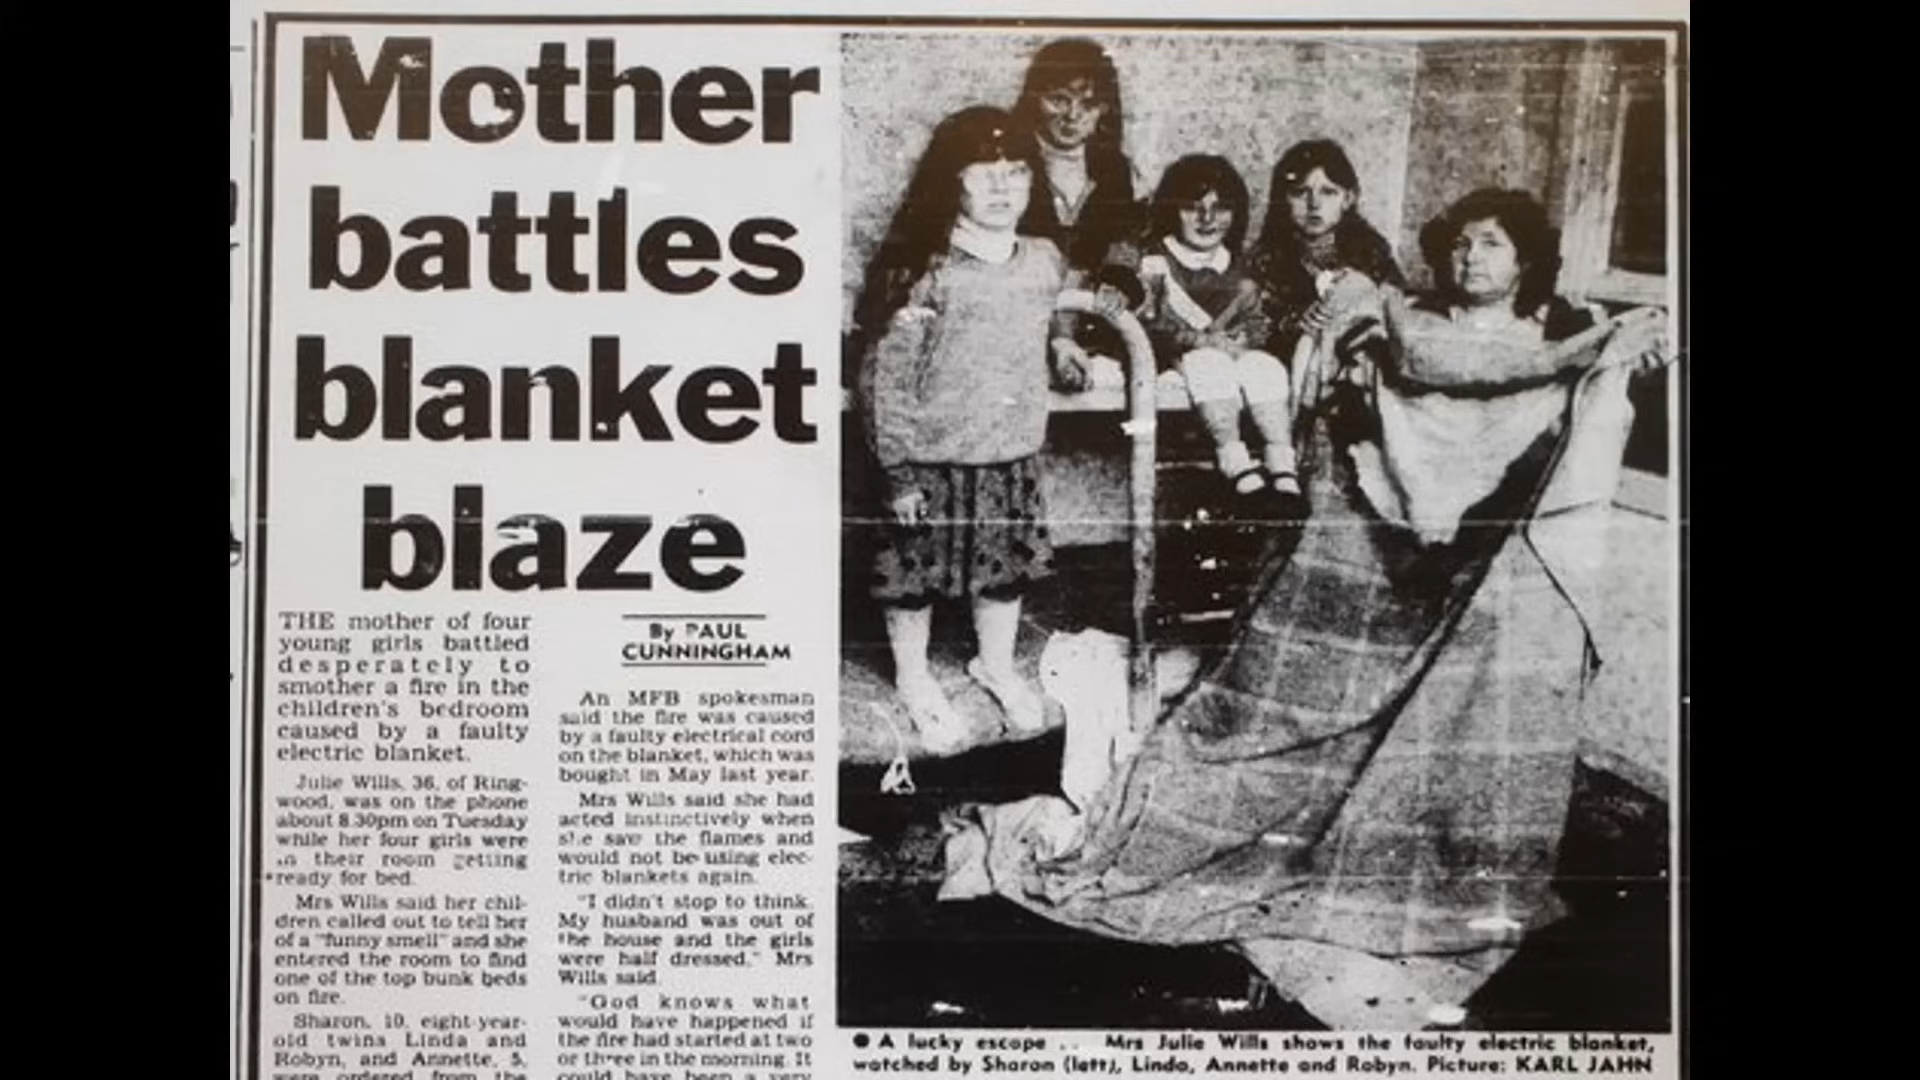 Mother
battles
blanket
blaze
THE mother of four
young girls battled
desperately to
smother a fire in the
children's bedroom
caused by a faulty
electric blanket.
Julie Wills, 36, of Ring-
wood, was on the phone
about 8.30pm on Tuesday
while her four girls were
in their room getting
ready for bed.
Mrs Wills said her chil-
dren called out to tell her
of a "funny smell" and she
entered the room to find
one of the top bunk beds
on fire.
Sharon, 10, eight-year-
old twins Linda and
Robyn, and Annette, 5,
were ordered from the
By PAUL
CUNNINGHAM
An MFB spokesman
said the fire was caused
by a faulty electrical cord
on the blanket, which was
bought in May last year.
Mrs Wills said she had
acted instinctively when
she saw the flames and
would not be using elec-
tric blankets again.
"I didn't stop to think.
My husband was out of
the house and the girls
were half dressed," Mrs
Wills said.
"God knows what
would have happened if
the fire had started at two
or three in the morning. It
could have been a very
● A lucky escape . . Mrs Julie Wills shows the faulty electric blanket,
watched by Sharon (left), Linda, Annette and Robyn. Picture: KARL JAHN